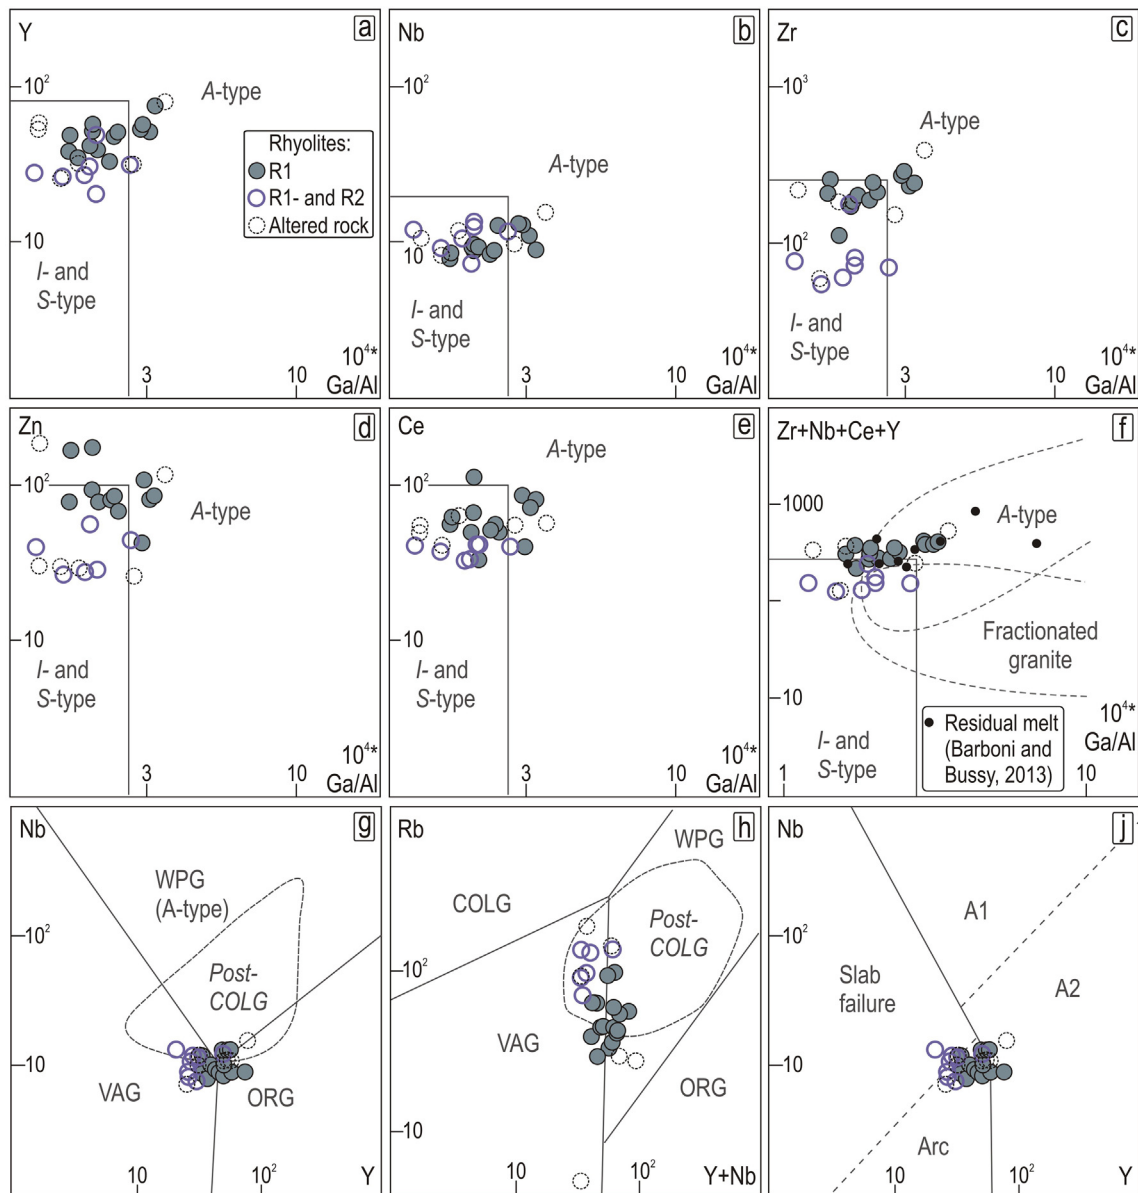 Y
a
10²
A-type
Rhyolites:
R1
R1- and R2
Altered rock
10
I- and
S-type
10⁴*
3
10
Ga/Al
Nb
b
10²
A-type
10
I- and
S-type
10⁴*
3
10
Ga/Al
Zr
c
10³
A-type
10²
I- and
S-type
10⁴*
3
10
Ga/Al
Zn
d
10²
A-type
10
I- and
S-type
10⁴*
3
10
Ga/Al
Ce
e
A-type
10²
10
I- and
S-type
10⁴*
3
10
Ga/Al
Zr+Nb+Ce+Y
f
1000
A-type
Fractionated
granite
10
Residual melt
(Barboni and
Bussy, 2013)
10⁴*
Ga/Al
I- and
S-type
1
10
Nb
g
WPG
(A-type)
10²
Post-
COLG
10
VAG
ORG
10
10²
Y
Rb
h
WPG
COLG
Post-
COLG
10²
VAG
ORG
10
10
10²
Y+Nb
Nb
j
A1
10²
Slab
failure
A2
10
Arc
10
10²
Y